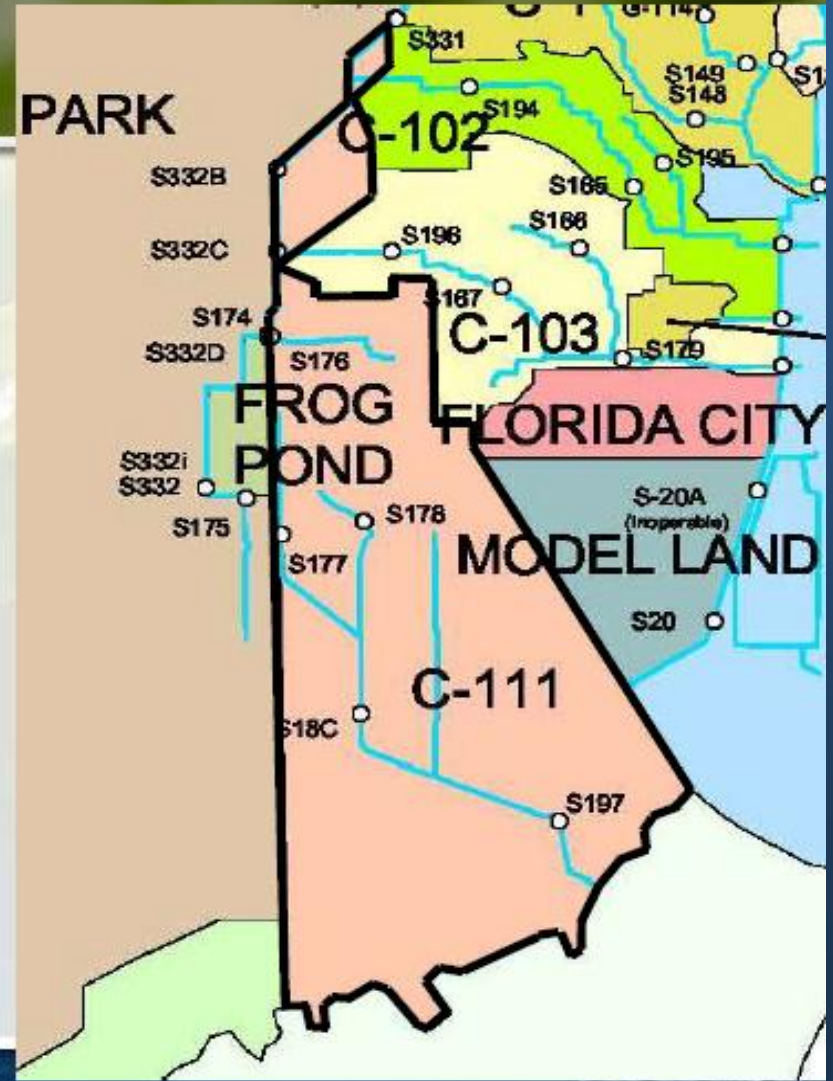 S331
S149
S148
PARK
S194
C-102
S195
S332B
S165
S166
S332C
S196
S167
S174
C-103
S332D
S176
S179
FROG
POND
FLORIDA CITY
S332i
S332
S178
S-20A
(Inoperable)
S175
S177
MODEL LAND
S20
C-111
S18C
S197